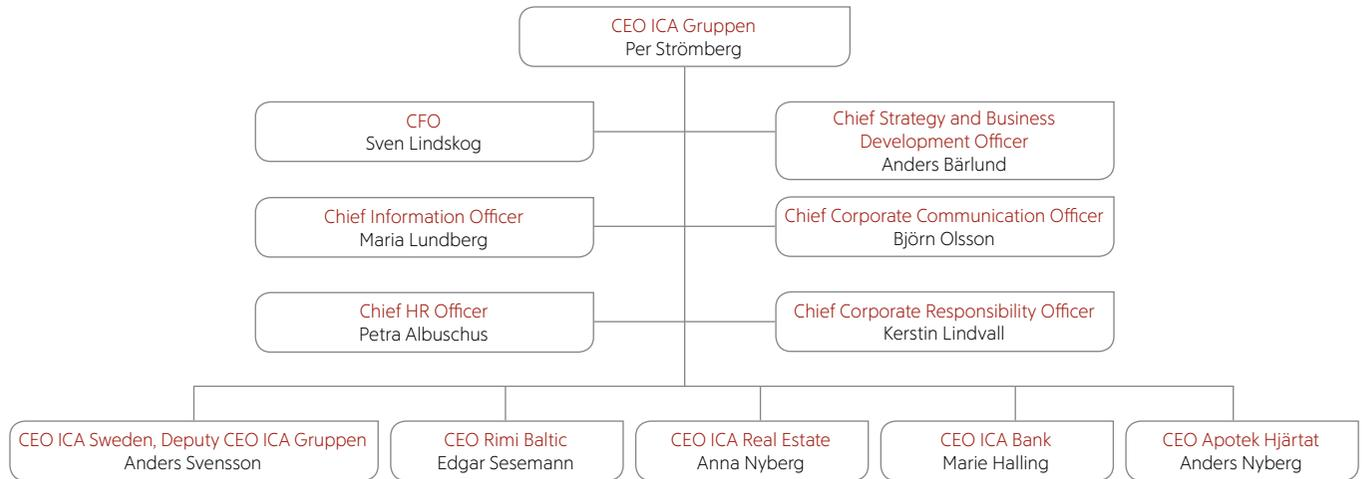 CEO ICA Gruppen
Per Strömberg
CFO
Sven Lindskog
Chief Strategy and Business
Development Officer
Anders Bärlund
Chief Information Officer
Maria Lundberg
Chief Corporate Communication Officer
Björn Olsson
Chief HR Officer
Petra Albuschus
Chief Corporate Responsibility Officer
Kerstin Lindvall
CEO ICA Sweden, Deputy CEO ICA Gruppen
Anders Svensson
CEO Rimi Baltic
Edgar Sesemann
CEO ICA Real Estate
Anna Nyberg
CEO ICA Bank
Marie Halling
CEO Apotek Hjärtat
Anders Nyberg